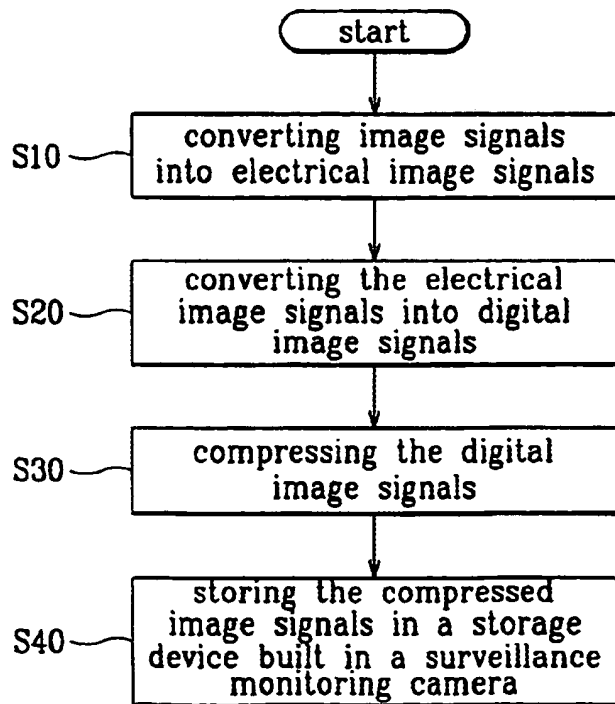 start
S10
converting image signals
into electrical image signals
S20
converting the electrical
image signals into digital
image signals
S30
compressing the digital
image signals
S40
storing the compressed
image signals in a storage
device built in a surveillance
monitoring camera